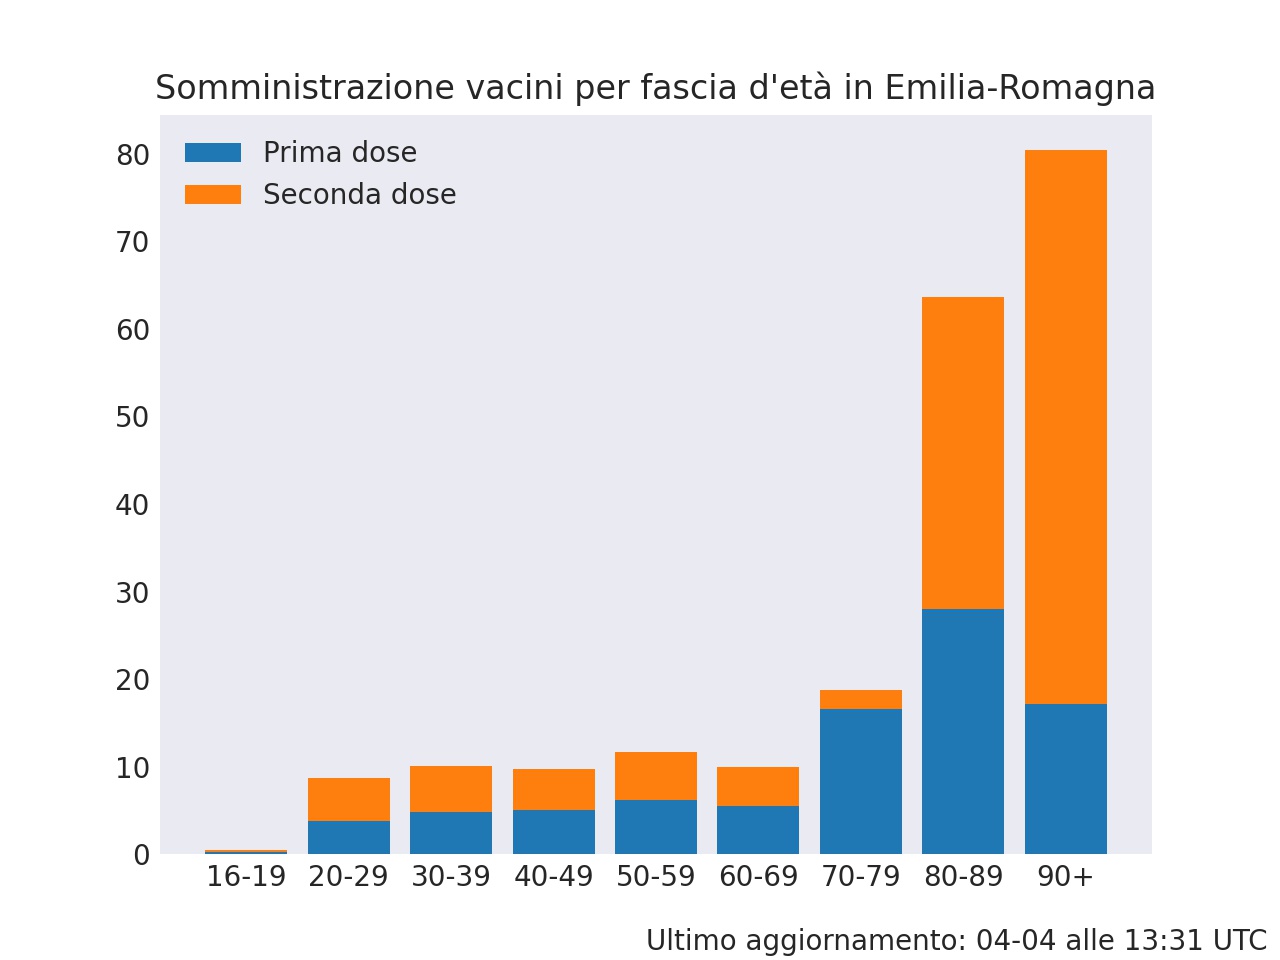 Somministrazione vacini per fascia d'età in Emilia-Romagna
Prima dose
Seconda dose
80
70
60
50
40
30
20
10
0
16-19 20-29 30-39 40-49 50-59 60-69 70-79 80-89 90+
Ultimo aggiornamento: 04-04 alle 13:31 UTC